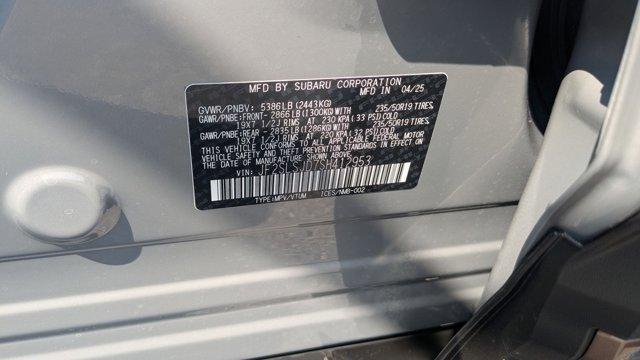 MFD BY SUBARU CORPORATION
MFD IN 04/25
GVWR/PNBV: 5386LB(2443KG)
GAWR/PNBE:FRONT- 2866LB(1300KG)WITH 235/50R19 TIRES,
19X7 1/2J RIMS AT 230 KPA(33 PSI)COLD
GAWR/PNBE:REAR - 2835LB(1286KG)WITH 235/50R19 TIRES,
19X7 1/2J RIMS AT 220 KPA(32 PSI)COLD
THIS VEHICLE CONFORMS TO ALL APPLICABLE FEDERAL MOTOR
VEHICLE SAFETY AND BUMPER STANDARDS IN EFFECT ON
THE DATE OF MANUFACTURE SHOWN ABOVE.
VIN:
TYPE:MPV/VTUM ICES/NMB-002